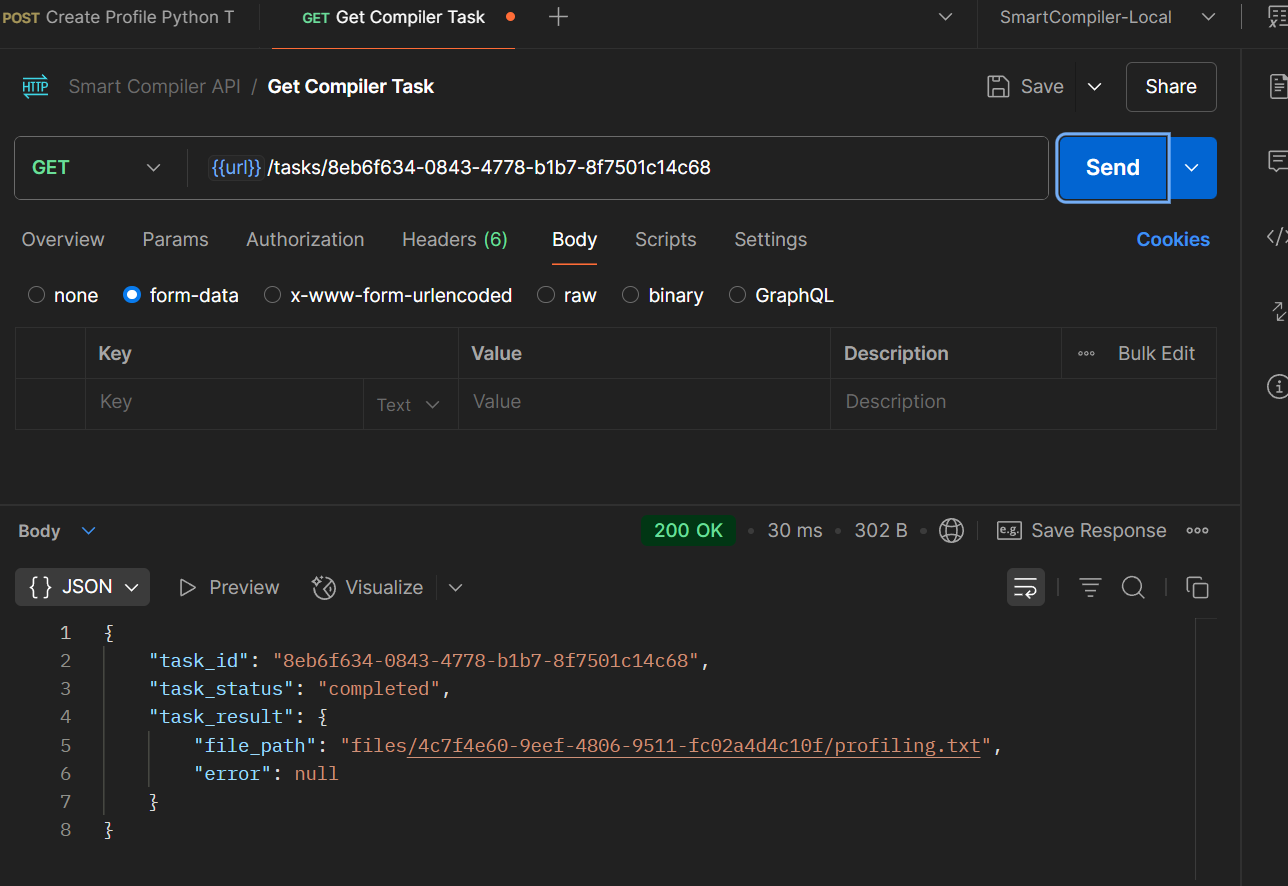 POST Create Profile Python T
GET Get Compiler Task
SmartCompiler-Local
HTTP Smart Compiler API / Get Compiler Task
Save
Share
GET
{{url}} /tasks/8eb6f634-0843-4778-b1b7-8f7501c14c68
Send
Overview Params Authorization Headers (6) Body Scripts Settings Cookies
none form-data x-www-form-urlencoded raw binary GraphQL
Key Value Description Bulk Edit
Key Text Value Description
Body
200 OK • 30 ms • 302 B • e.g. Save Response
{} JSON Preview Visualize
1 {
2 "task_id": "8eb6f634-0843-4778-b1b7-8f7501c14c68",
3 "task_status": "completed",
4 "task_result": {
5 "file_path": "files/4c7f4e60-9eef-4806-9511-fc02a4d4c10f/profiling.txt",
6 "error": null
7 }
8 }